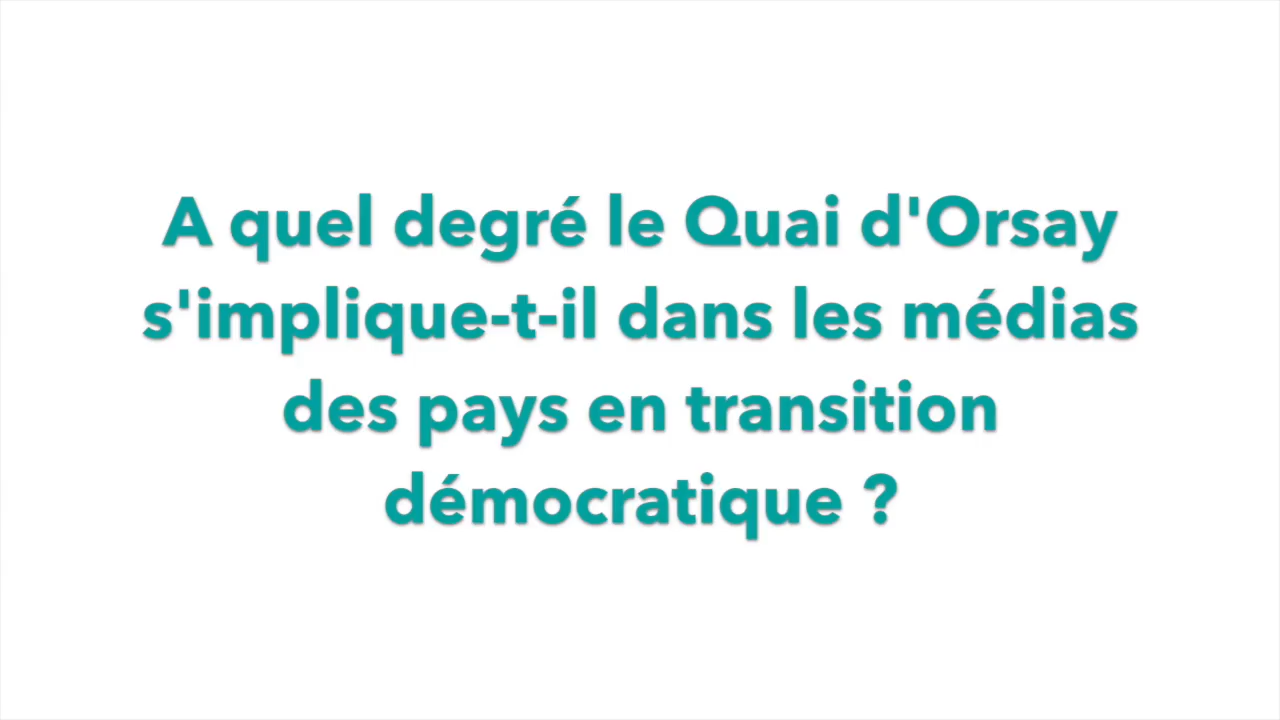 A quel degré le Quai d'Orsay
s'implique-t-il dans les médias
des pays en transition
démocratique ?